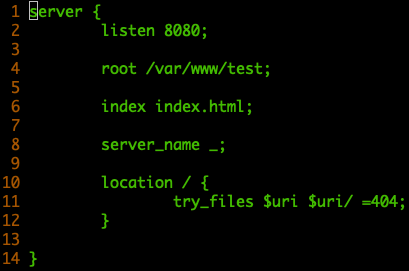 1 server {
2 listen 8080;
3
4 root /var/www/test;
5
6 index index.html;
7
8 server_name _;
9
10 location / {
11 try_files $uri $uri/ =404;
12 }
13
14 }